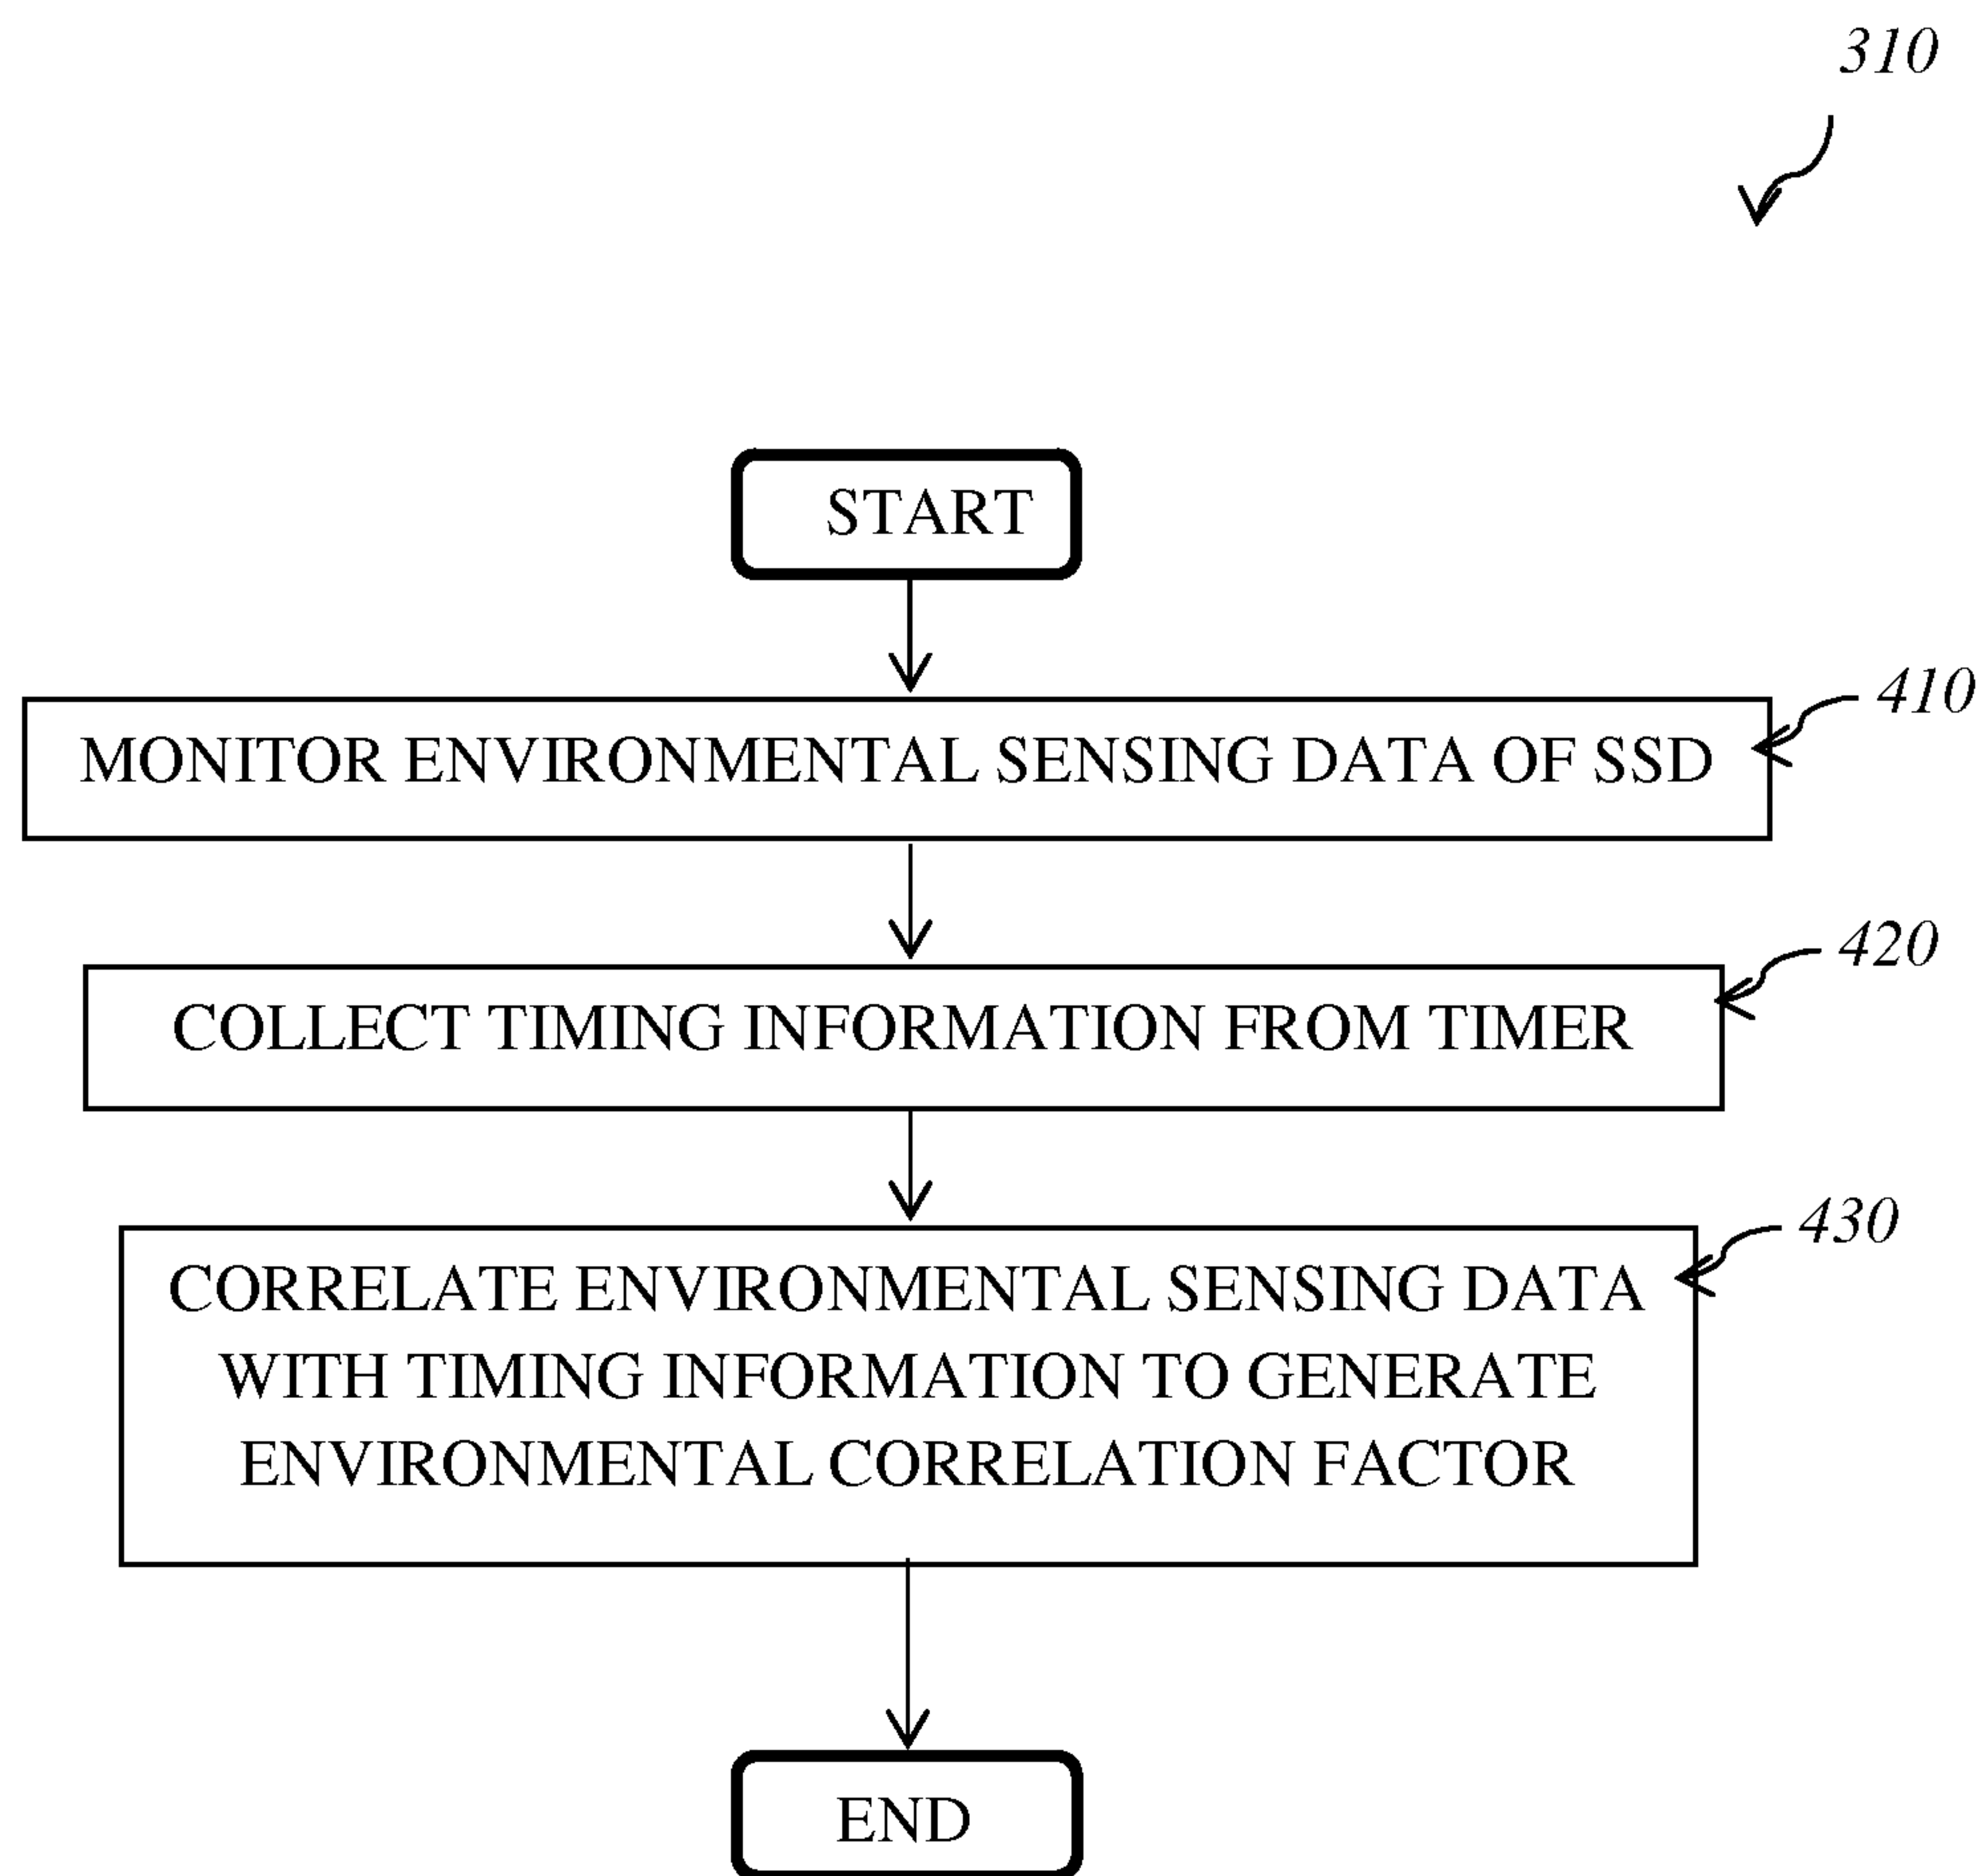 310
START
MONITOR ENVIRONMENTAL SENSING DATA OF SSD
410
COLLECT TIMING INFORMATION FROM TIMER
420
CORRELATE ENVIRONMENTAL SENSING DATA
WITH TIMING INFORMATION TO GENERATE
ENVIRONMENTAL CORRELATION FACTOR
430
END